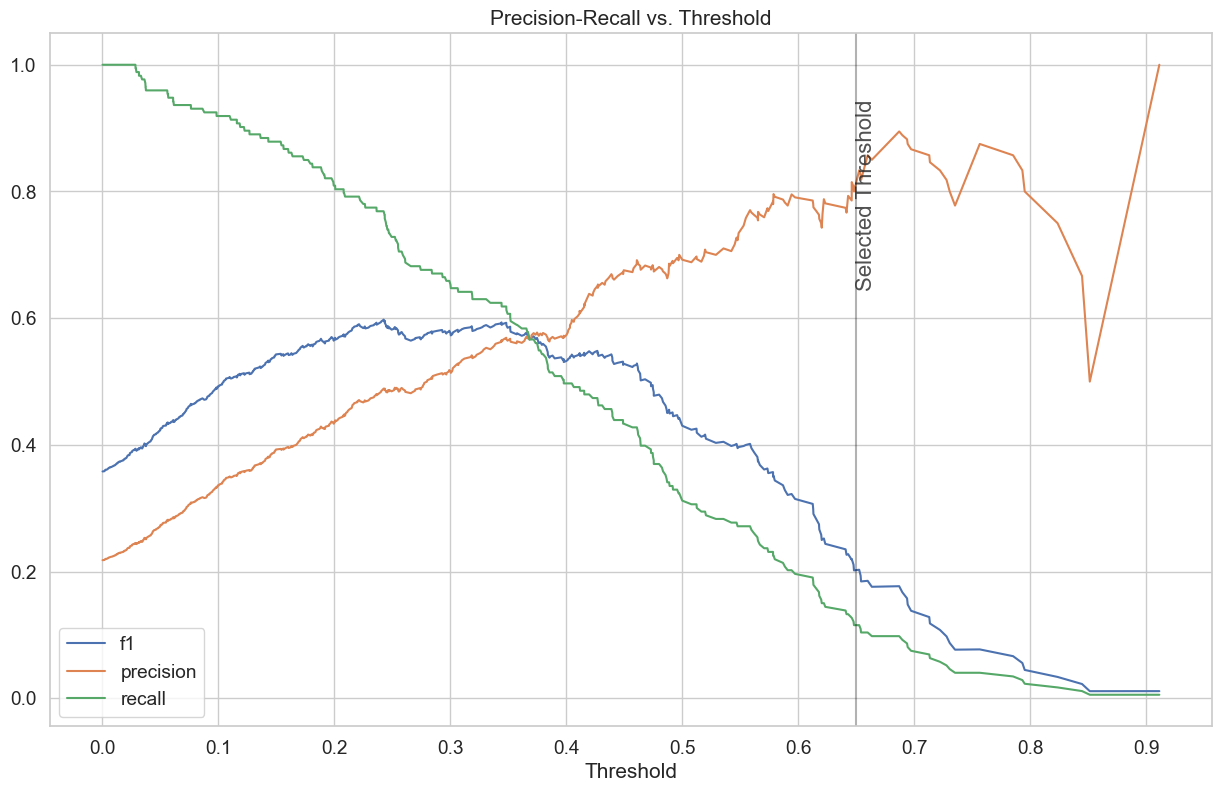 Precision-Recall vs. Threshold
1.0
0.8
0.6
0.4
0.2
0.0
Selected Threshold
f1
precision
recall
0.0 0.1 0.2 0.3 0.4 0.5 0.6 0.7 0.8 0.9
Threshold